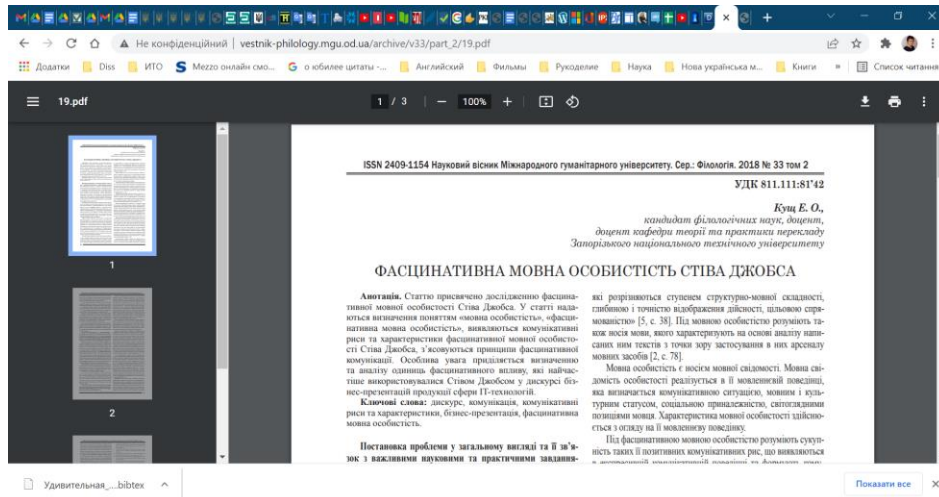 Не конфіденційний | vestnik-philology.mgu.od.ua/archive/v33/part_2/19.pdf
Додатки Diss ИТО Mezzo онлайн смо... о юбилее цитаты -... Английский Фильмы Рукоделие Наука Нова українська м... Книги » Список читання
19.pdf 1 / 3 | — 100% +
ISSN 2409-1154 Науковий вісник Міжнародного гуманітарного університету. Сер.: Філологія. 2018 № 33 том 2
УДК 811.111:81'42
Кущ Е. О.,
кандидат філологічних наук, доцент,
доцент кафедри теорії та практики перекладу
Запорізького національного технічного університету
ФАСЦИНАТИВНА МОВНА ОСОБИСТІСТЬ СТІВА ДЖОБСА
Анотація. Статтю присвячено дослідженню фасцина-
тивної мовної особистості Стіва Джобса. У статті нада-
ються визначення поняттям «мовна особистість», «фасци-
нативна мовна особистість», виявляються комунікативні
риси та характеристики фасцинативної мовної особисто-
сті Стіва Джобса, з'ясовуються принципи фасцинативної
комунікації. Особлива увага приділяється визначенню
та аналізу одиниць фасцинативного впливу, які найчас-
тіше використовувалися Стівом Джобсом у дискурсі біз-
нес-презентацій продукції сфери ІТ-технологій.
Ключові слова: дискурс, комунікація, комунікативні
риси та характеристики, бізнес-презентація, фасцинативна
мовна особистість.
Постановка проблеми у загальному вигляді та її зв'я-
зок з важливими науковими та практичними завдання-
які розрізняються ступенем структурно-мовної складності,
глибиною і точністю відображення дійсності, цільовою спря-
мованістю» [5, с. 38]. Під мовною особистістю розуміють та-
кож носія мови, якого характеризують на основі аналізу напи-
саних ним текстів з точки зору застосування в них арсеналу
мовних засобів [2, с. 78].
Мовна особистість є носієм мовної свідомості. Мовна сві-
домість особистості реалізується в її мовленнєвій поведінці,
яка визначається комунікативною ситуацією, мовним і куль-
турним статусом, соціальною приналежністю, світоглядними
позиціями мовця. Характеристика мовної особистості здійсню-
ється з огляду на її мовленнєву поведінку.
Під фасцинативною мовною особистістю розуміють сукуп-
ність таких її позитивних комунікативних рис, що виявляються
1
2
Удивительная_....bibtex
Показати все